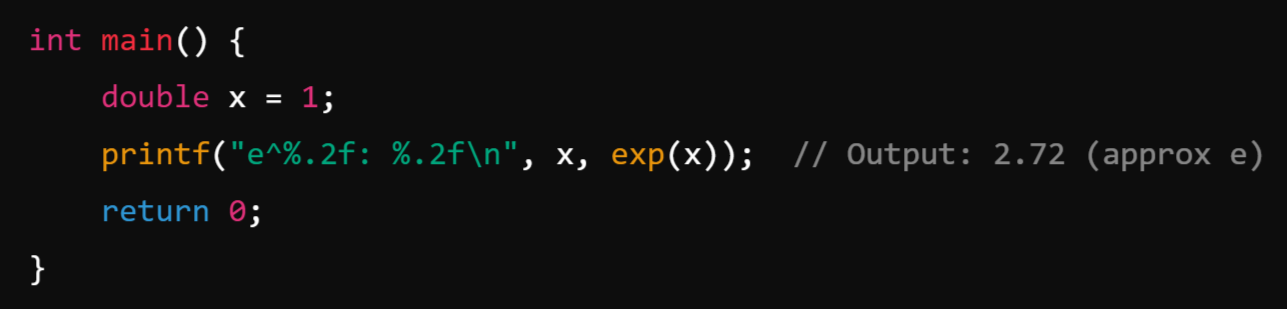 int main() {
    double x = 1;
    printf("e^%.2f: %.2f\n", x, exp(x));  // Output: 2.72 (approx e)
    return 0;
}